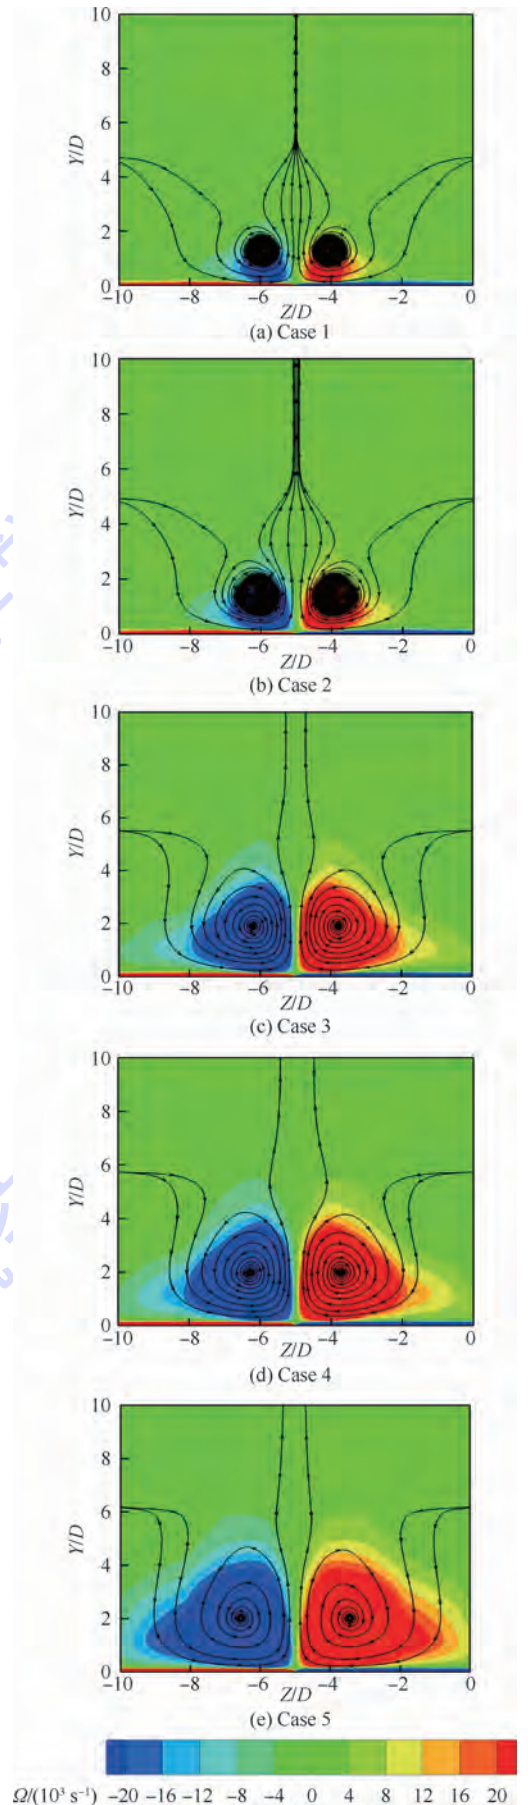 10
8
6
4
2
0
Y/D
−10 −8 −6 −4 −2 0
Z/D
(a) Case 1
10
8
6
4
2
0
Y/D
−10 −8 −6 −4 −2 0
Z/D
(b) Case 2
10
8
6
4
2
0
Y/D
−10 −8 −6 −4 −2 0
Z/D
(c) Case 3
10
8
6
4
2
0
Y/D
−10 −8 −6 −4 −2 0
Z/D
(d) Case 4
10
8
6
4
2
0
Y/D
−10 −8 −6 −4 −2 0
Z/D
(e) Case 5
Ω/(10³ s⁻¹) −20 −16 −12 −8 −4 0 4 8 12 16 20